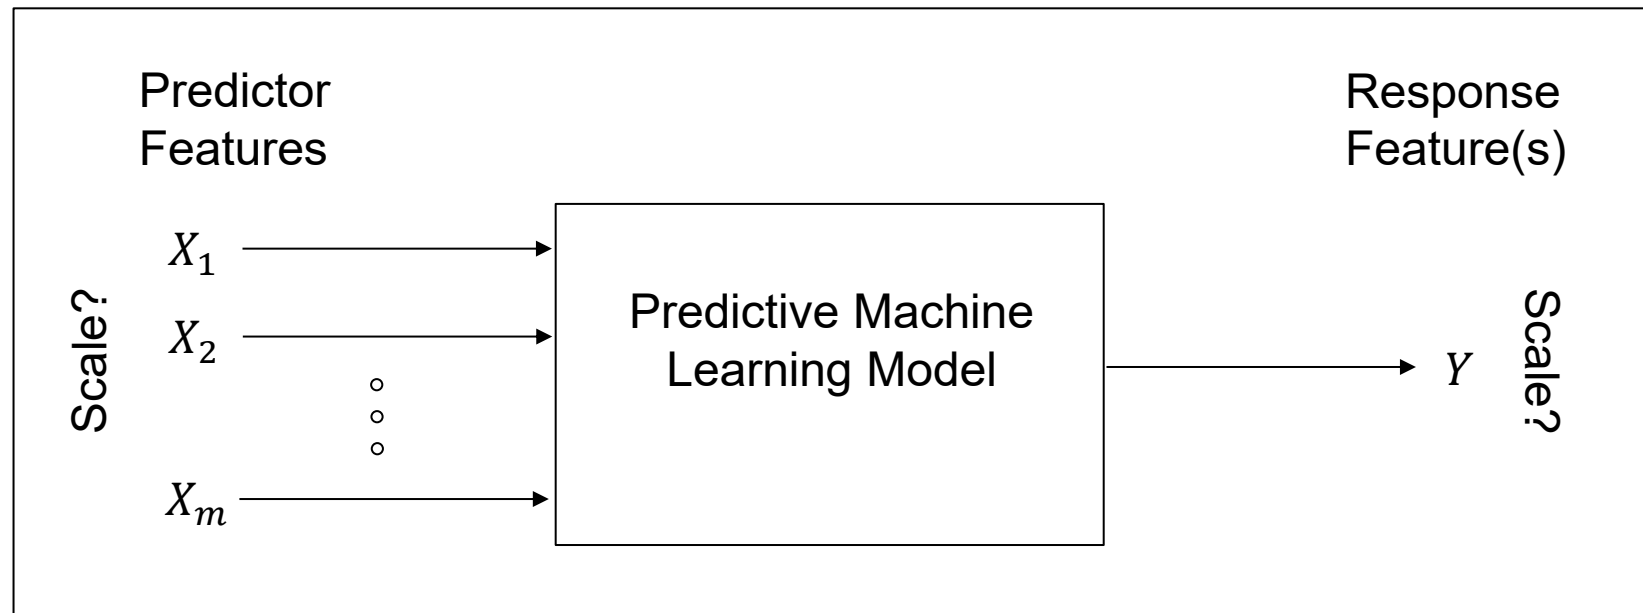 Predictor
Features
Response
Feature(s)
Scale?
X₁
X₂
Xₘ
Predictive Machine
Learning Model
Y
Scale?